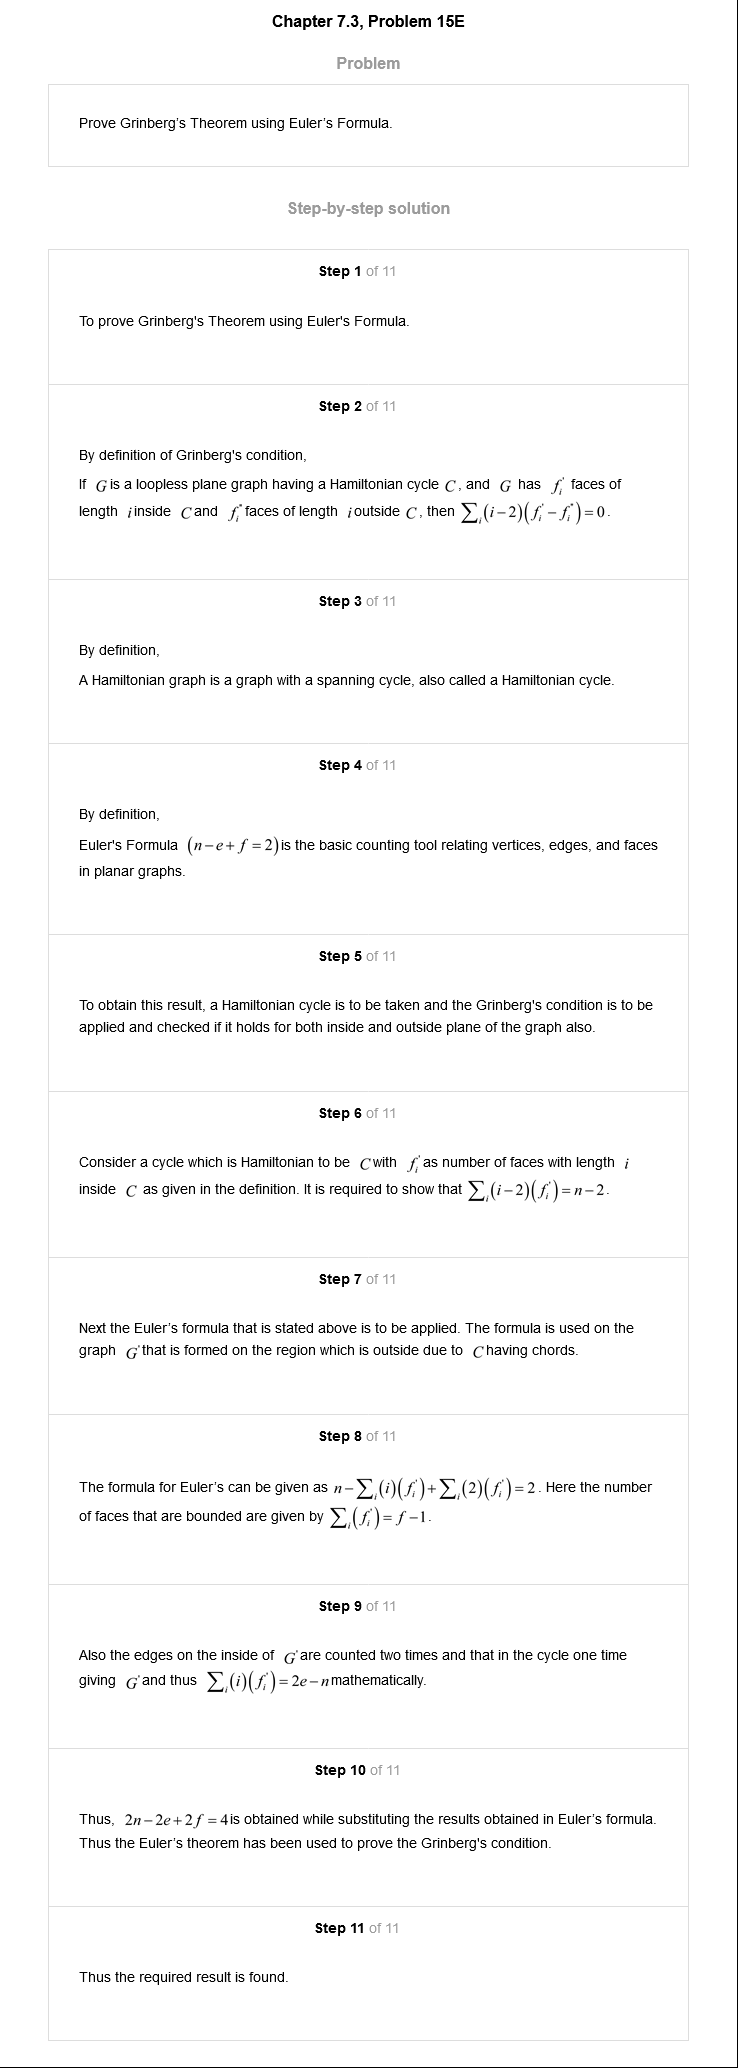 Chapter 7.3, Problem 15E
Problem
Prove Grinberg's Theorem using Euler's Formula.
Step-by-step solution
Step 1 of 11
To prove Grinberg's Theorem using Euler's Formula.
Step 2 of 11
By definition of Grinberg's condition,
If G is a loopless plane graph having a Hamiltonian cycle C, and G has f_i' faces of
length i inside C and f_i'' faces of length i outside C, then ∑_i (i−2)(f_i' − f_i'') = 0.
Step 3 of 11
By definition,
A Hamiltonian graph is a graph with a spanning cycle, also called a Hamiltonian cycle.
Step 4 of 11
By definition,
Euler's Formula (n−e+f=2) is the basic counting tool relating vertices, edges, and faces
in planar graphs.
Step 5 of 11
To obtain this result, a Hamiltonian cycle is to be taken and the Grinberg's condition is to be
applied and checked if it holds for both inside and outside plane of the graph also.
Step 6 of 11
Consider a cycle which is Hamiltonian to be C with f_i' as number of faces with length i
inside C as given in the definition. It is required to show that ∑_i (i−2)(f_i') = n−2.
Step 7 of 11
Next the Euler's formula that is stated above is to be applied. The formula is used on the
graph G' that is formed on the region which is outside due to C having chords.
Step 8 of 11
The formula for Euler's can be given as n−∑_i (i)(f_i')+∑_i (2)(f_i') = 2. Here the number
of faces that are bounded are given by ∑_i (f_i') = f−1.
Step 9 of 11
Also the edges on the inside of G' are counted two times and that in the cycle one time
giving G' and thus ∑_i (i)(f_i') = 2e−n mathematically.
Step 10 of 11
Thus, 2n−2e+2f=4 is obtained while substituting the results obtained in Euler's formula.
Thus the Euler's theorem has been used to prove the Grinberg's condition.
Step 11 of 11
Thus the required result is found.